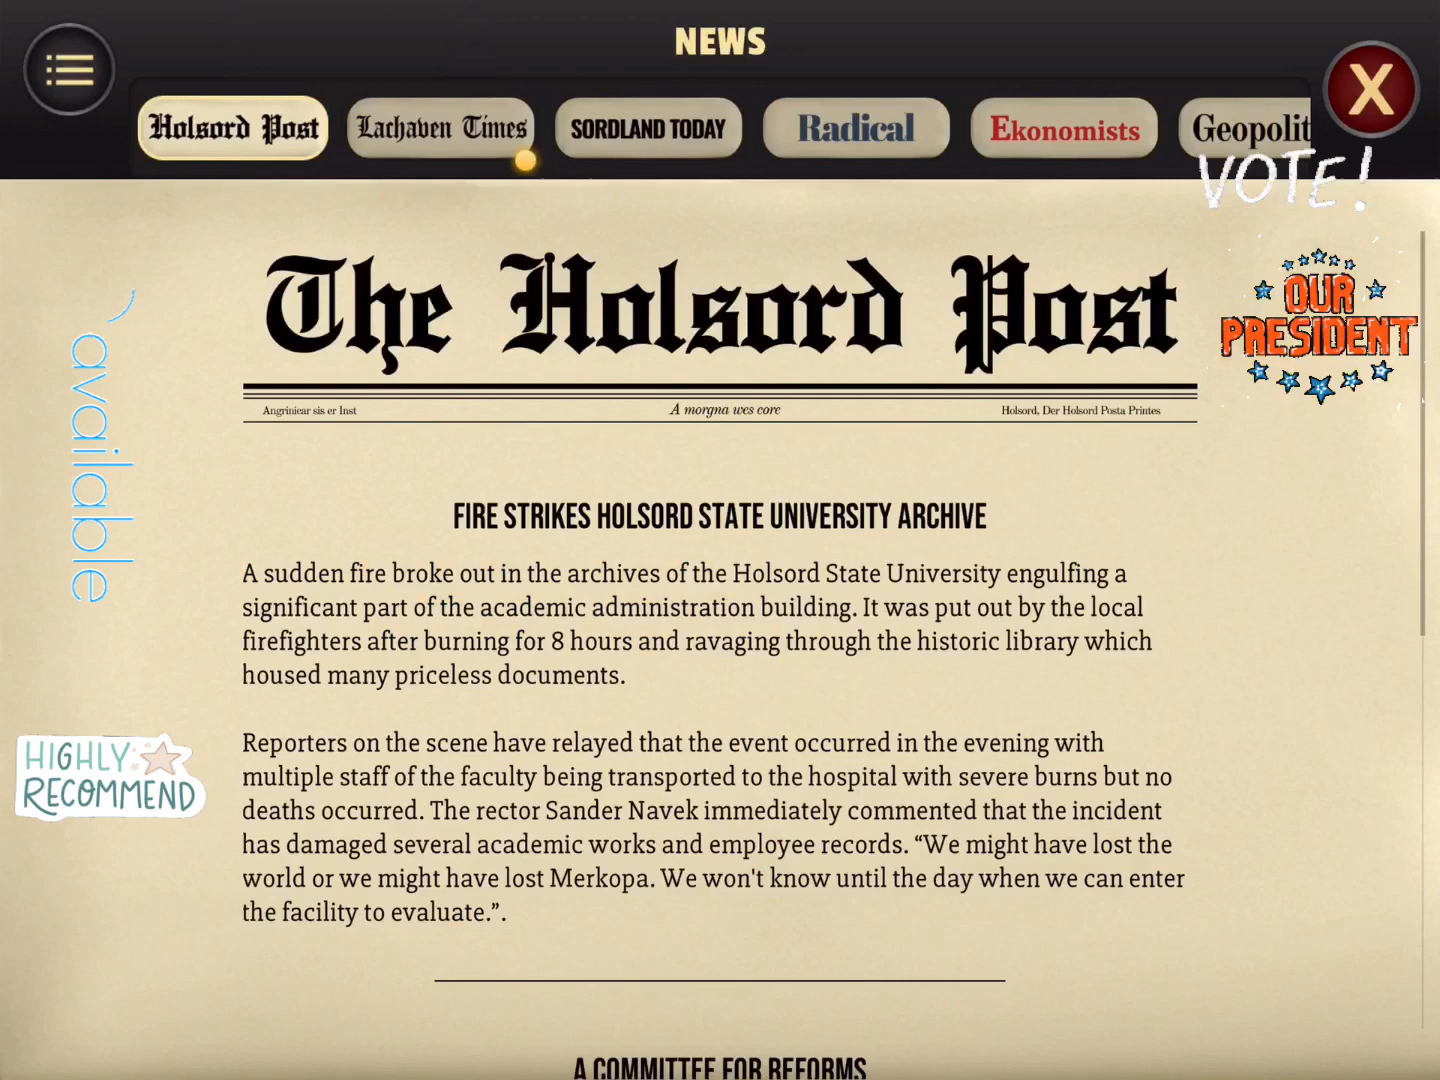 NEWS
Holsord Post
Lachaven Times
SORDLAND TODAY
Radical
Ekonomists
Geopolit
X
VOTE!
The Holsord Post
OUR
PRESIDENT
Angrinicar sis er Inst
A morgna wes core
Holsord, Der Holsord Posta Printes
available
FIRE STRIKES HOLSORD STATE UNIVERSITY ARCHIVE
A sudden fire broke out in the archives of the Holsord State University engulfing a
significant part of the academic administration building. It was put out by the local
firefighters after burning for 8 hours and ravaging through the historic library which
housed many priceless documents.
Reporters on the scene have relayed that the event occurred in the evening with
multiple staff of the faculty being transported to the hospital with severe burns but no
deaths occurred. The rector Sander Navek immediately commented that the incident
has damaged several academic works and employee records. “We might have lost the
world or we might have lost Merkopa. We won't know until the day when we can enter
the facility to evaluate.”.
HIGHLY
RECOMMEND
A COMMITTEE FOR REFORMS